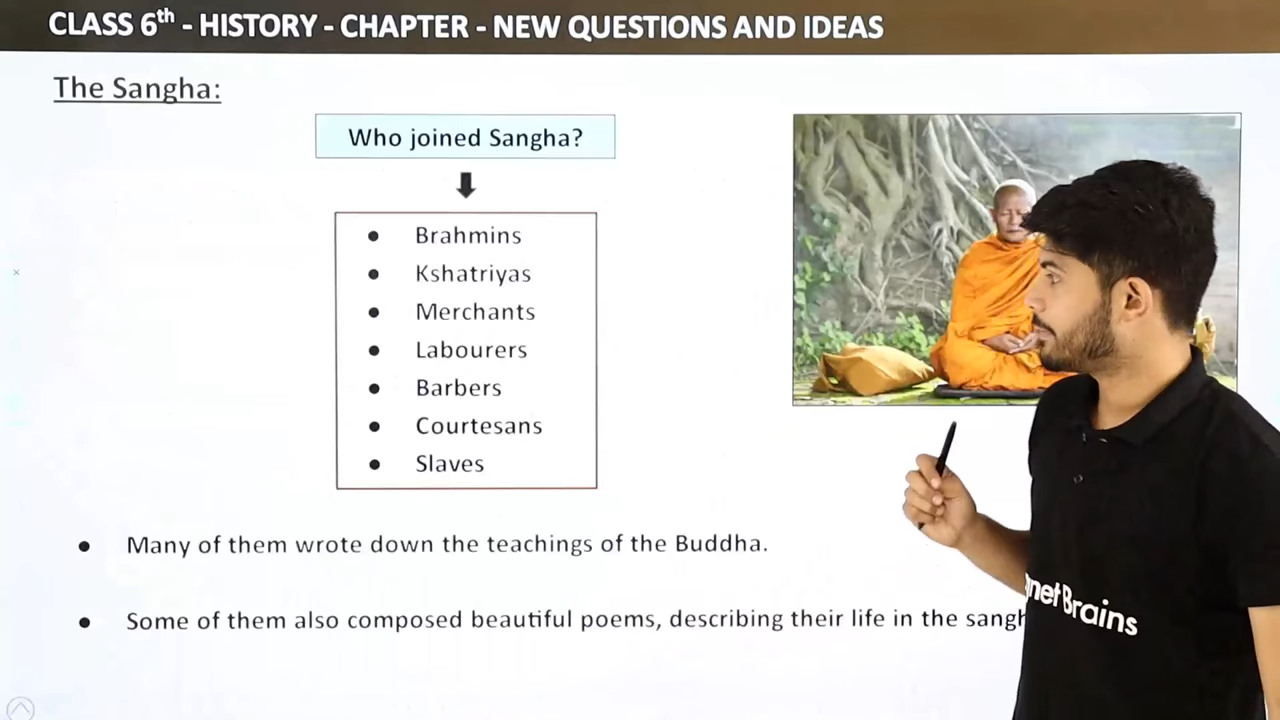 CLASS 6th - HISTORY - CHAPTER - NEW QUESTIONS AND IDEAS
The Sangha:
Who joined Sangha?
● Brahmins
● Kshatriyas
● Merchants
● Labourers
● Barbers
● Courtesans
● Slaves
● Many of them wrote down the teachings of the Buddha.
● Some of them also composed beautiful poems, describing their life in the
Brains